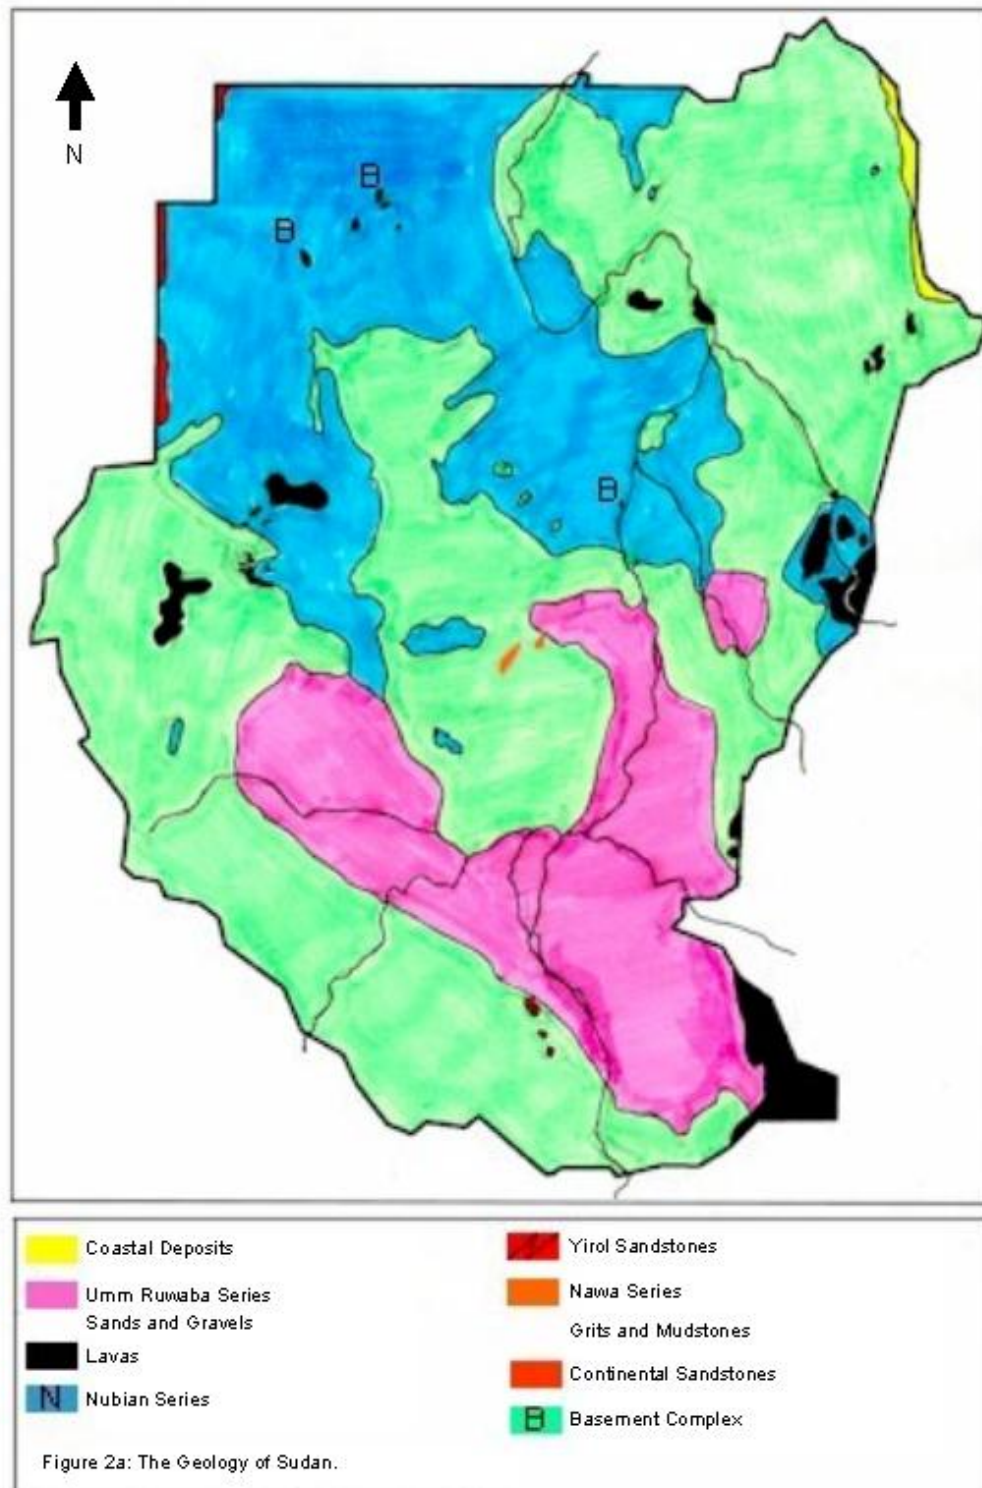 N
B
B
B
Coastal Deposits
Umm Ruwaba Series
Sands and Gravels
Lavas
N Nubian Series
Yirol Sandstones
Nawa Series
Grits and Mudstones
Continental Sandstones
B Basement Complex
Figure 2a: The Geology of Sudan.